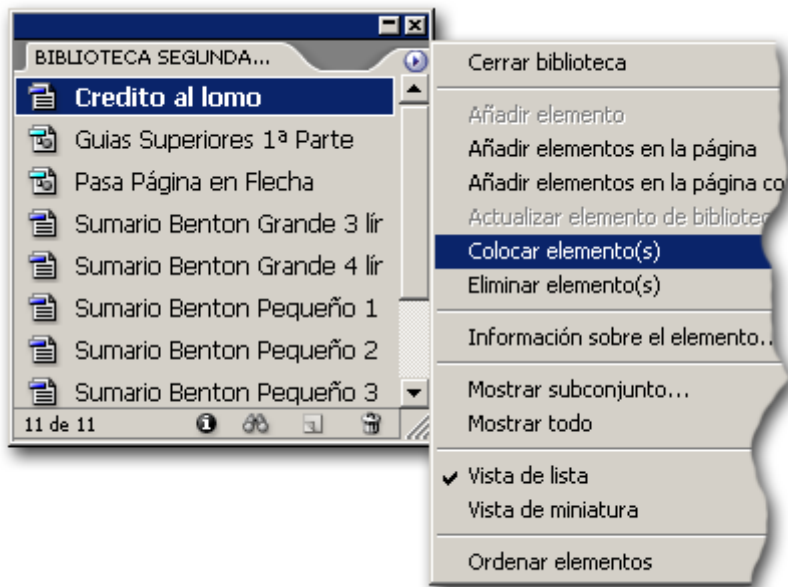 BIBLIOTECA SEGUNDA...
Credito al lomo
Guias Superiores 1ª Parte
Pasa Página en Flecha
Sumario Benton Grande 3 lír
Sumario Benton Grande 4 lír
Sumario Benton Pequeño 1
Sumario Benton Pequeño 2
Sumario Benton Pequeño 3
11 de 11
Cerrar biblioteca
Añadir elemento
Añadir elementos en la página
Añadir elementos en la página co
Actualizar elemento de bibliotec
Colocar elemento(s)
Eliminar elemento(s)
Información sobre el elemento..
Mostrar subconjunto...
Mostrar todo
Vista de lista
Vista de miniatura
Ordenar elementos